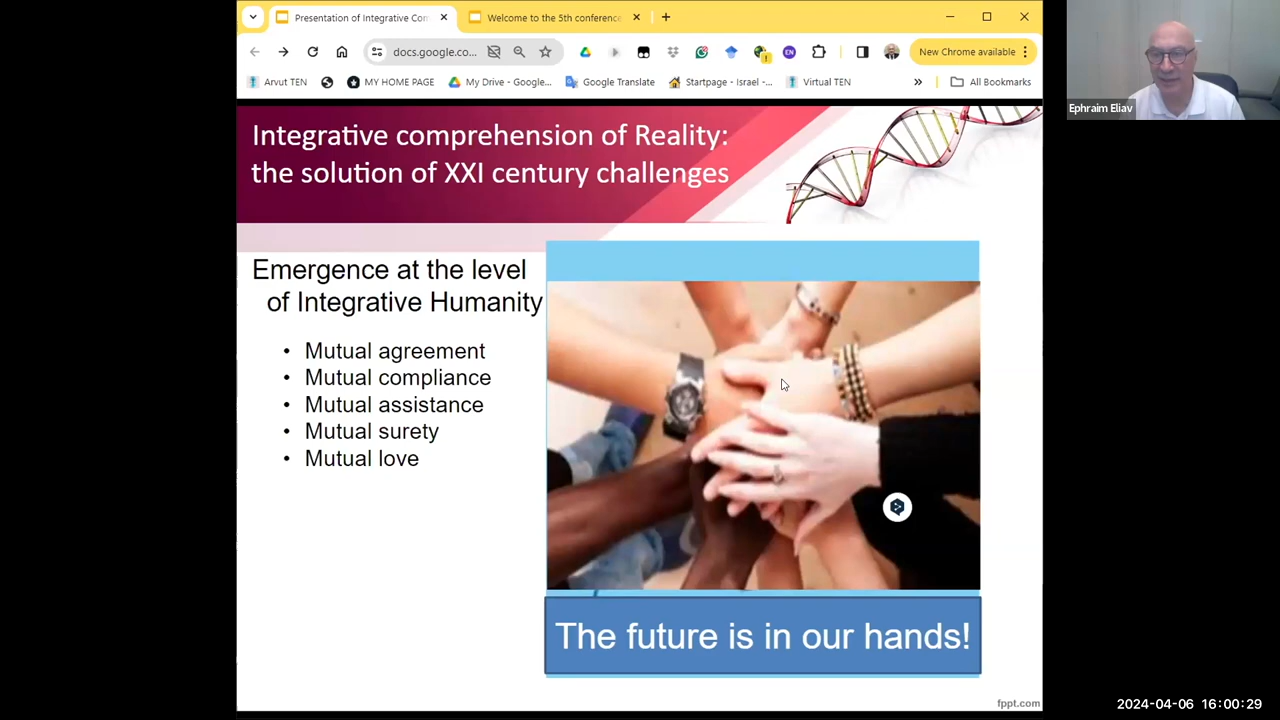 Presentation of Integrative Con
Welcome to the 5th conference
docs.google.co...
EN
New Chrome available
Arvut TEN
MY HOME PAGE
My Drive - Google...
Google Translate
Startpage - Israel -...
Virtual TEN
»
All Bookmarks
Ephraim Eliav
Integrative comprehension of Reality:
the solution of XXI century challenges
Emergence at the level
of Integrative Humanity
• Mutual agreement
• Mutual compliance
• Mutual assistance
• Mutual surety
• Mutual love
The future is in our hands!
fppt.com
2024-04-06 16:00:29